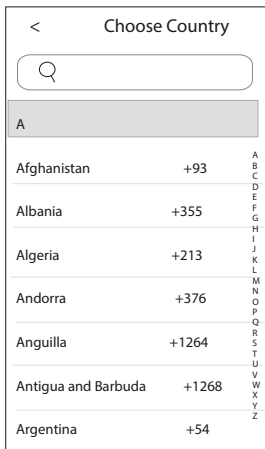 < Choose Country
A
Afghanistan +93
Albania +355
Algeria +213
Andorra +376
Anguilla +1264
Antigua and Barbuda +1268
Argentina +54
A
B
C
D
E
F
G
H
I
J
K
L
M
N
O
P
Q
R
S
T
U
V
W
X
Y
Z